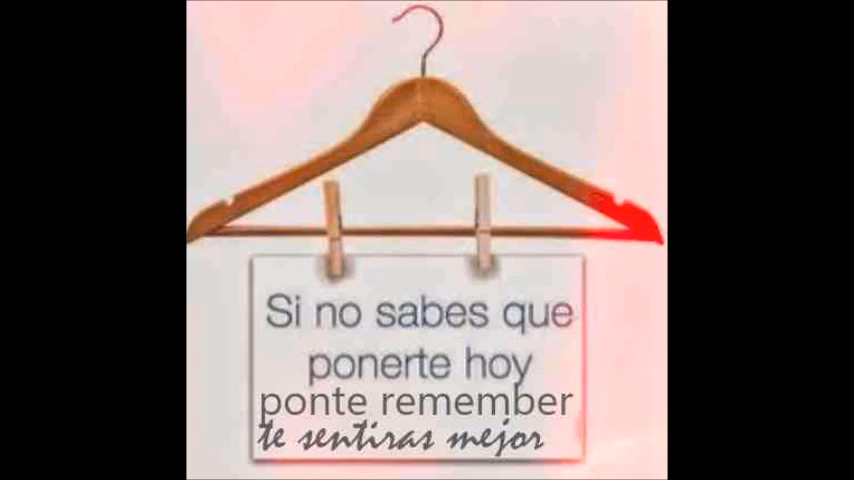 Si no sabes que
ponerte hoy
ponte remember
te sentiras mejor